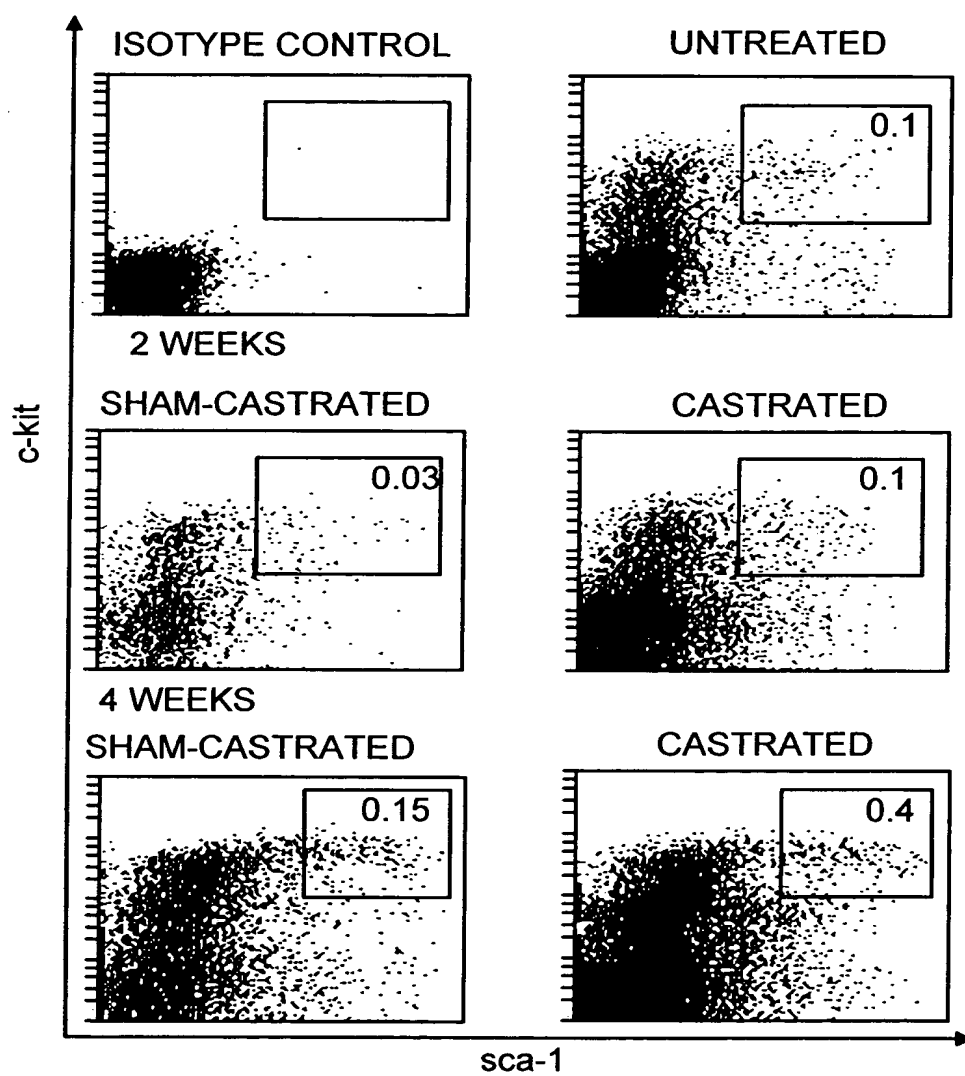 ISOTYPE CONTROL
UNTREATED
0.1
2 WEEKS
SHAM-CASTRATED
CASTRATED
0.03
0.1
4 WEEKS
SHAM-CASTRATED
CASTRATED
0.15
0.4
c-kit
sca-1